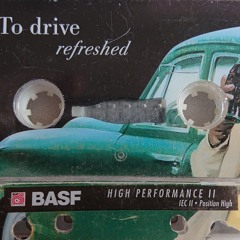 To drive
refreshed
BASF
HIGH PERFORMANCE II
IEC II • Position High